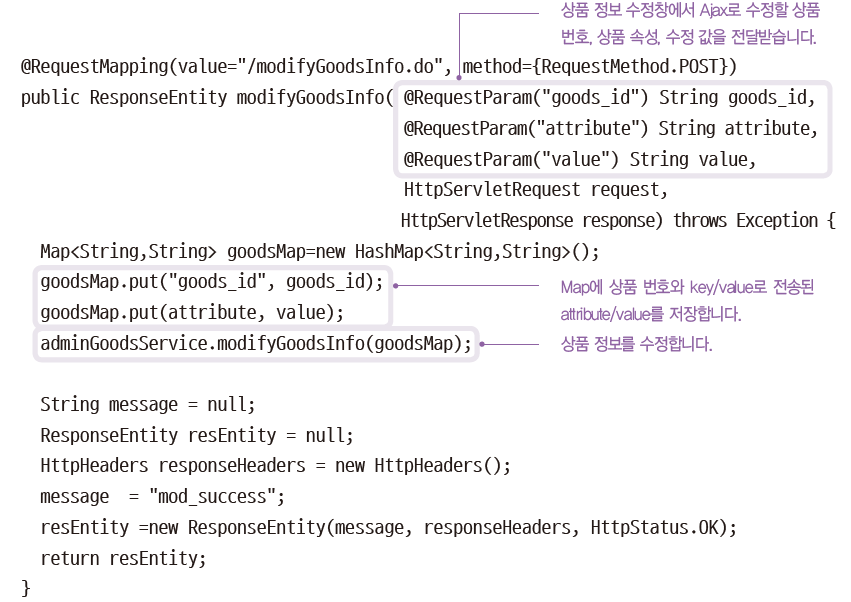 상품 정보 수정창에서 Ajax로 수정할 상품
번호, 상품 속성, 수정 값을 전달받습니다.
@RequestMapping(value="/modifyGoodsInfo.do", method={RequestMethod.POST})
public ResponseEntity modifyGoodsInfo( @RequestParam("goods_id") String goods_id,
@RequestParam("attribute") String attribute,
@RequestParam("value") String value,
HttpServletRequest request,
HttpServletResponse response) throws Exception {
Map<String,String> goodsMap=new HashMap<String,String>();
goodsMap.put("goods_id", goods_id);
goodsMap.put(attribute, value);
Map에 상품 번호와 key/value로 전송된
attribute/value를 저장합니다.
adminGoodsService.modifyGoodsInfo(goodsMap);
상품 정보를 수정합니다.
String message = null;
ResponseEntity resEntity = null;
HttpHeaders responseHeaders = new HttpHeaders();
message  = "mod_success";
resEntity =new ResponseEntity(message, responseHeaders, HttpStatus.OK);
return resEntity;
}